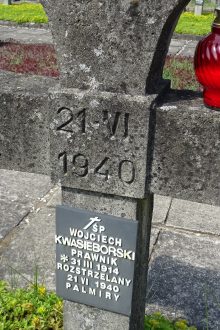 21-VI
1940
ŚP
WOJCIECH
KWASIEBORSKI
PRAWNIK
* 31 III 1914
ROZSTRZELANY
21 VI 1940
PALMIRY